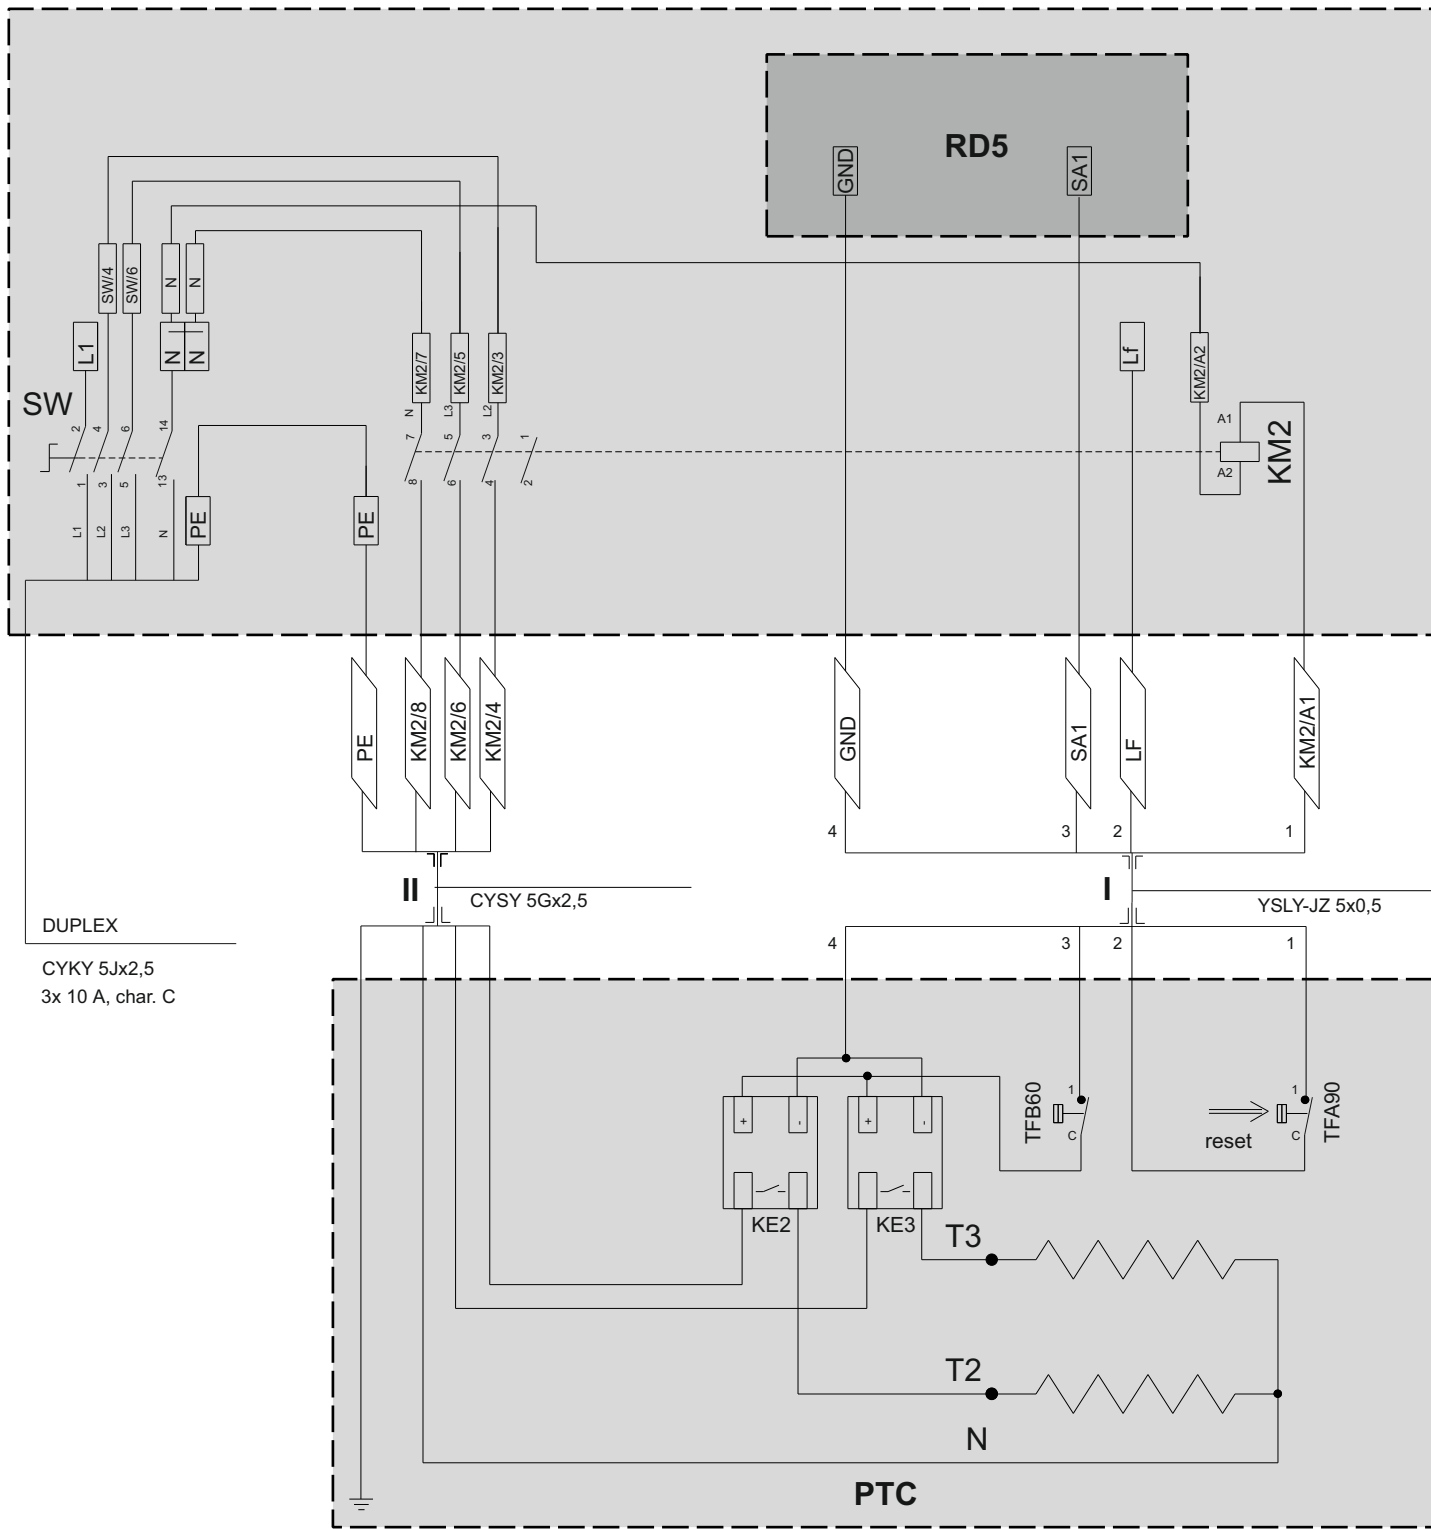 RD5
GND
SA1
SW/4
SW/6
N
N
L1
N
N
KM2/7
KM2/5
KM2/3
Lf
KM2/A2
SW
N
L3
L2
2
4
6
14
7
5
3
1
A1
A2
KM2
1
3
5
13
8
6
4
2
L1
L2
L3
N
PE
PE
PE
KM2/8
KM2/6
KM2/4
GND
SA1
LF
KM2/A1
4
3
2
1
II
CYSY 5Gx2,5
I
YSLY-JZ 5x0,5
DUPLEX
CYKY 5Jx2,5
3x 10 A, char. C
4
3
2
1
+
-
+
-
KE2
KE3
TFB60
1
C
reset
1
C
TFA90
T3
T2
N
PTC